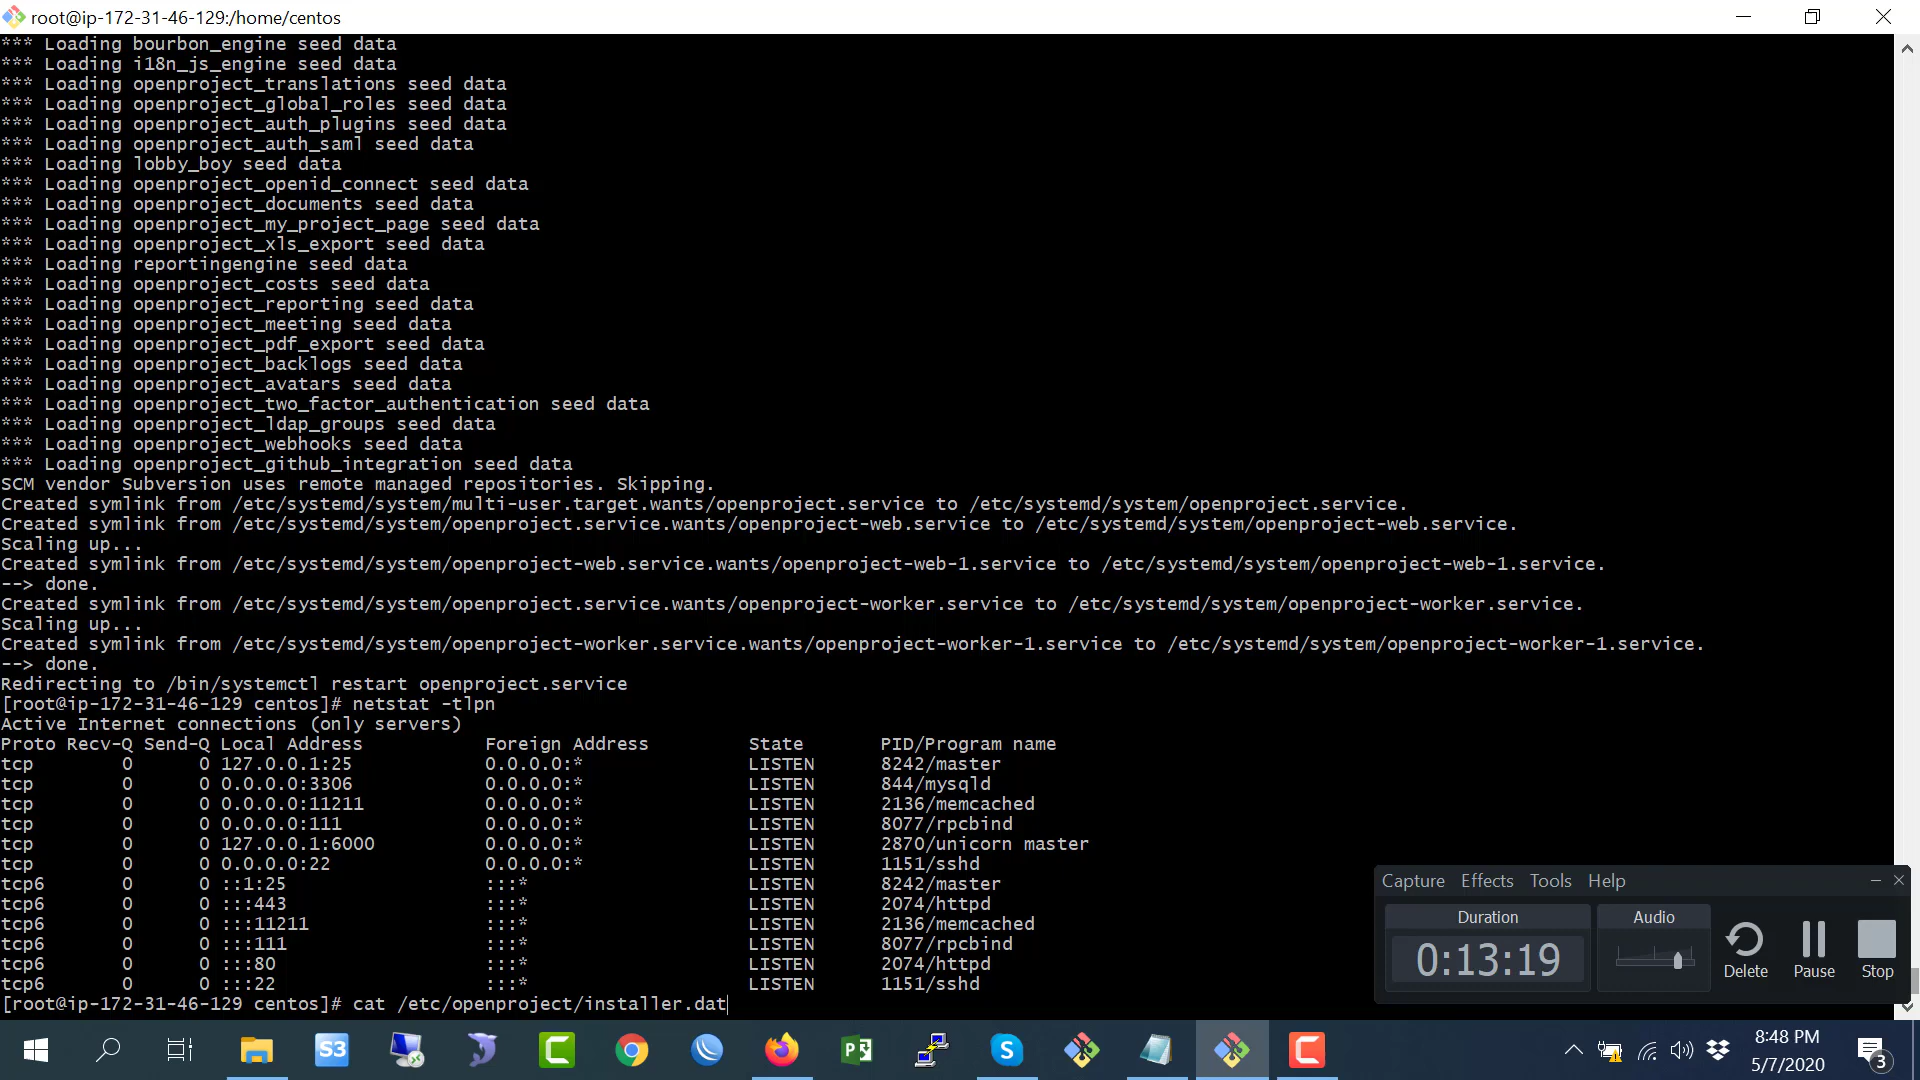 root@ip-172-31-46-129:/home/centos
*** Loading bourbon_engine seed data
*** Loading i18n_js_engine seed data
*** Loading openproject_translations seed data
*** Loading openproject_global_roles seed data
*** Loading openproject_auth_plugins seed data
*** Loading openproject_auth_saml seed data
*** Loading lobby_boy seed data
*** Loading openproject_openid_connect seed data
*** Loading openproject_documents seed data
*** Loading openproject_my_project_page seed data
*** Loading openproject_xls_export seed data
*** Loading reportingengine seed data
*** Loading openproject_costs seed data
*** Loading openproject_reporting seed data
*** Loading openproject_meeting seed data
*** Loading openproject_pdf_export seed data
*** Loading openproject_backlogs seed data
*** Loading openproject_avatars seed data
*** Loading openproject_two_factor_authentication seed data
*** Loading openproject_ldap_groups seed data
*** Loading openproject_webhooks seed data
*** Loading openproject_github_integration seed data
SCM vendor Subversion uses remote managed repositories. Skipping.
Created symlink from /etc/systemd/system/multi-user.target.wants/openproject.service to /etc/systemd/system/openproject.service.
Created symlink from /etc/systemd/system/openproject.service.wants/openproject-web.service to /etc/systemd/system/openproject-web.service.
Scaling up...
Created symlink from /etc/systemd/system/openproject-web.service.wants/openproject-web-1.service to /etc/systemd/system/openproject-web-1.service.
--> done.
Created symlink from /etc/systemd/system/openproject.service.wants/openproject-worker.service to /etc/systemd/system/openproject-worker.service.
Scaling up...
Created symlink from /etc/systemd/system/openproject-worker.service.wants/openproject-worker-1.service to /etc/systemd/system/openproject-worker-1.service.
--> done.
Redirecting to /bin/systemctl restart openproject.service
[root@ip-172-31-46-129 centos]# netstat -tlpn
Active Internet connections (only servers)
Proto Recv-Q Send-Q Local Address           Foreign Address         State       PID/Program name
tcp        0      0 127.0.0.1:25            0.0.0.0:*               LISTEN      8242/master
tcp        0      0 0.0.0.0:3306            0.0.0.0:*               LISTEN      844/mysqld
tcp        0      0 0.0.0.0:11211           0.0.0.0:*               LISTEN      2136/memcached
tcp        0      0 0.0.0.0:111             0.0.0.0:*               LISTEN      8077/rpcbind
tcp        0      0 127.0.0.1:6000          0.0.0.0:*               LISTEN      2870/unicorn master
tcp        0      0 0.0.0.0:22              0.0.0.0:*               LISTEN      1151/sshd
tcp6       0      0 ::1:25                  :::*                    LISTEN      8242/master
tcp6       0      0 :::443                  :::*                    LISTEN      2074/httpd
tcp6       0      0 :::11211                :::*                    LISTEN      2136/memcached
tcp6       0      0 :::111                  :::*                    LISTEN      8077/rpcbind
tcp6       0      0 :::80                   :::*                    LISTEN      2074/httpd
tcp6       0      0 :::22                   :::*                    LISTEN      1151/sshd
[root@ip-172-31-46-129 centos]# cat /etc/openproject/installer.dat
Capture Effects Tools Help
Duration Audio
0:13:19
Delete Pause Stop
S3
P
S
8:48 PM
5/7/2020
3